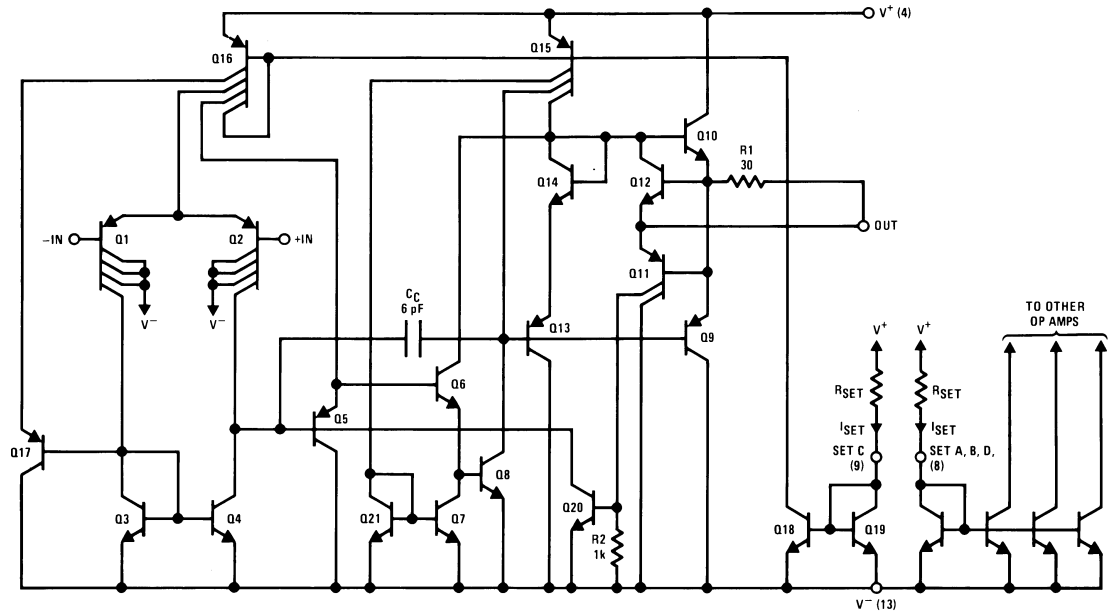 V+ (4)
Q16
Q15
Q10
R1
30
Q14
Q12
OUT
−IN
Q1
Q2
+IN
Q11
V−
V−
CC
6 pF
Q13
Q9
TO OTHER
OP AMPS
V+
V+
Q6
RSET
RSET
Q5
ISET
ISET
Q17
SET C
(9)
SET A, B, D,
(8)
Q8
Q3
Q4
Q21
Q7
Q20
R2
1k
Q18
Q19
V− (13)